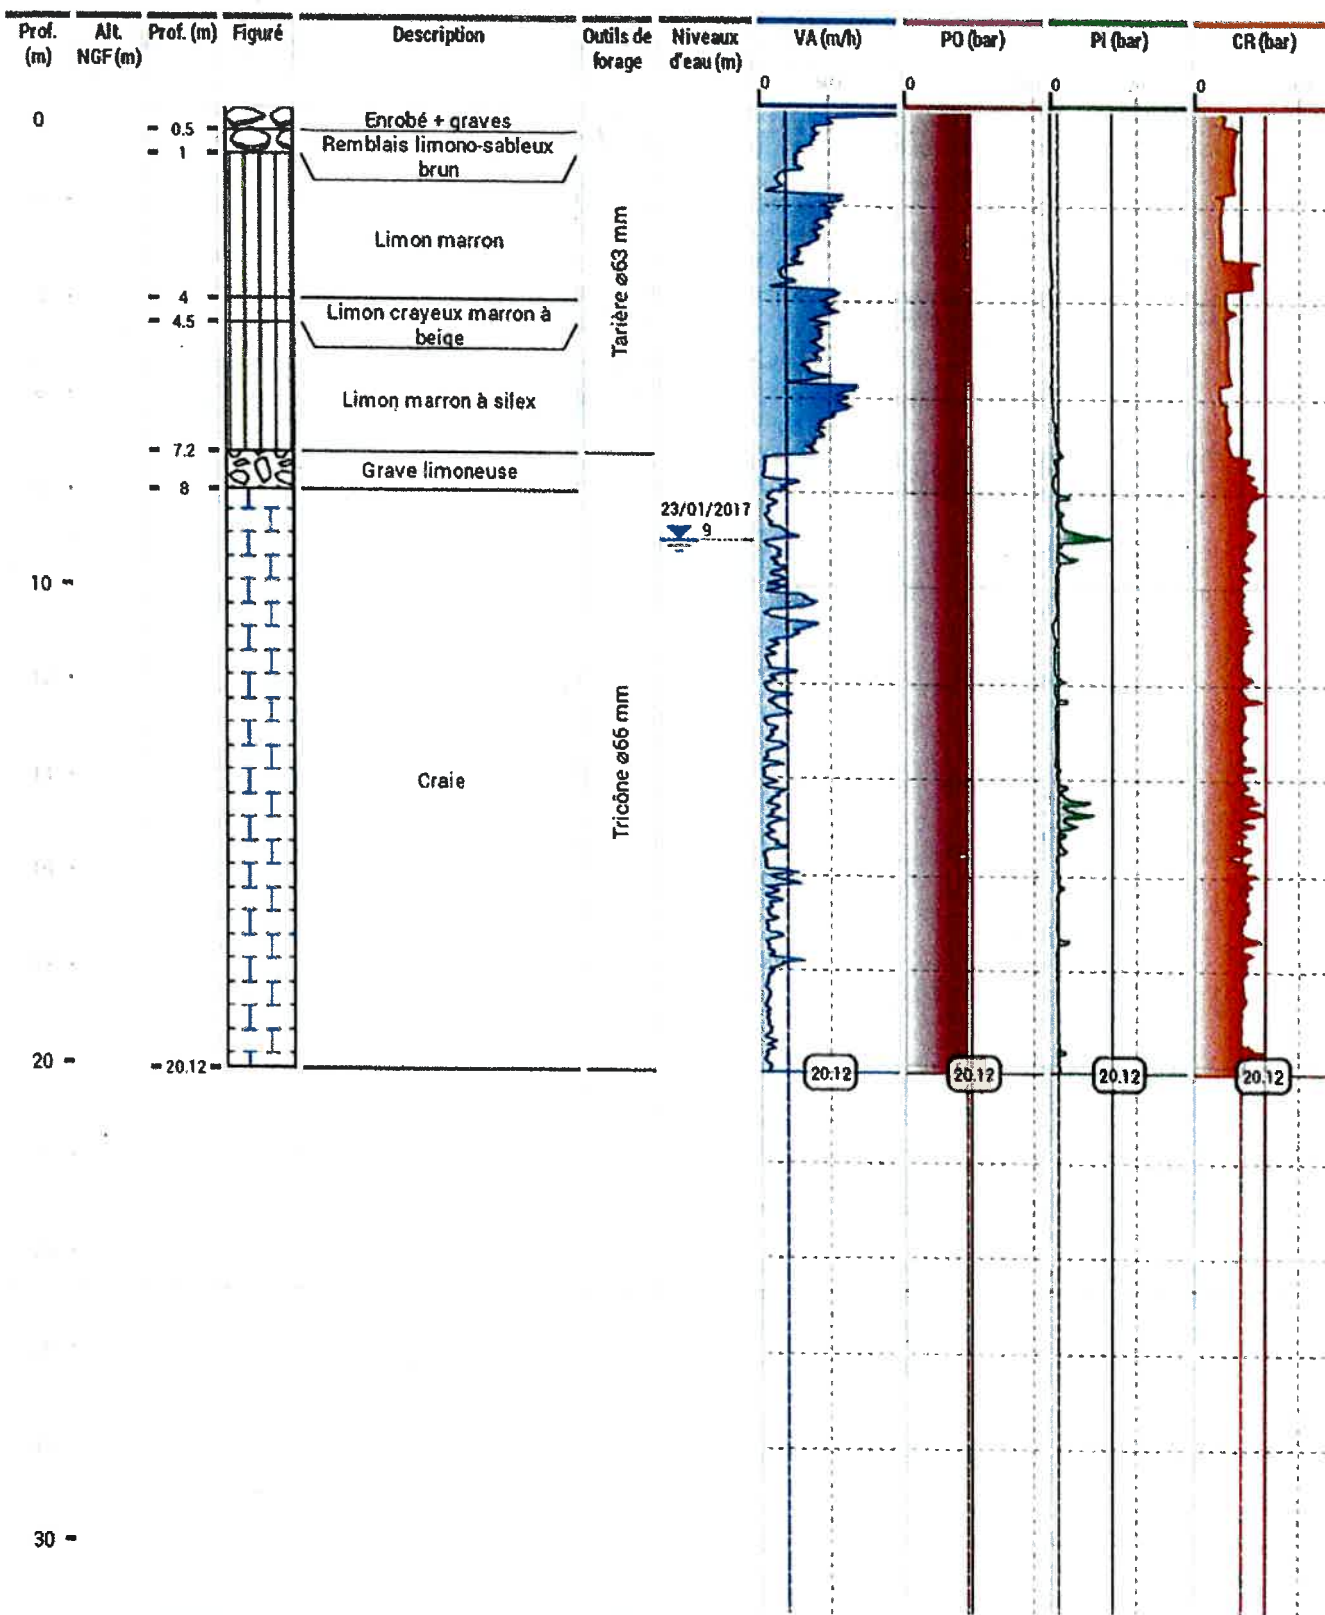 Prof. (m)
Alt. NGF (m)
Prof. (m)
Figuré
Description
Outils de forage
Niveaux d'eau (m)
VA (m/h)
PO (bar)
PI (bar)
CR (bar)
0
0
0
0
0
0.5
Enrobé + graves
1
Remblais limono-sableux
brun
Limon marron
Tarière ø63 mm
4
4.5
Limon crayeux marron à
beige
Limon marron à silex
7.2
Grave limoneuse
8
23/01/2017
9
10
Craie
Tricône ø66 mm
20
20.12
20.12
20.12
20.12
20.12
30